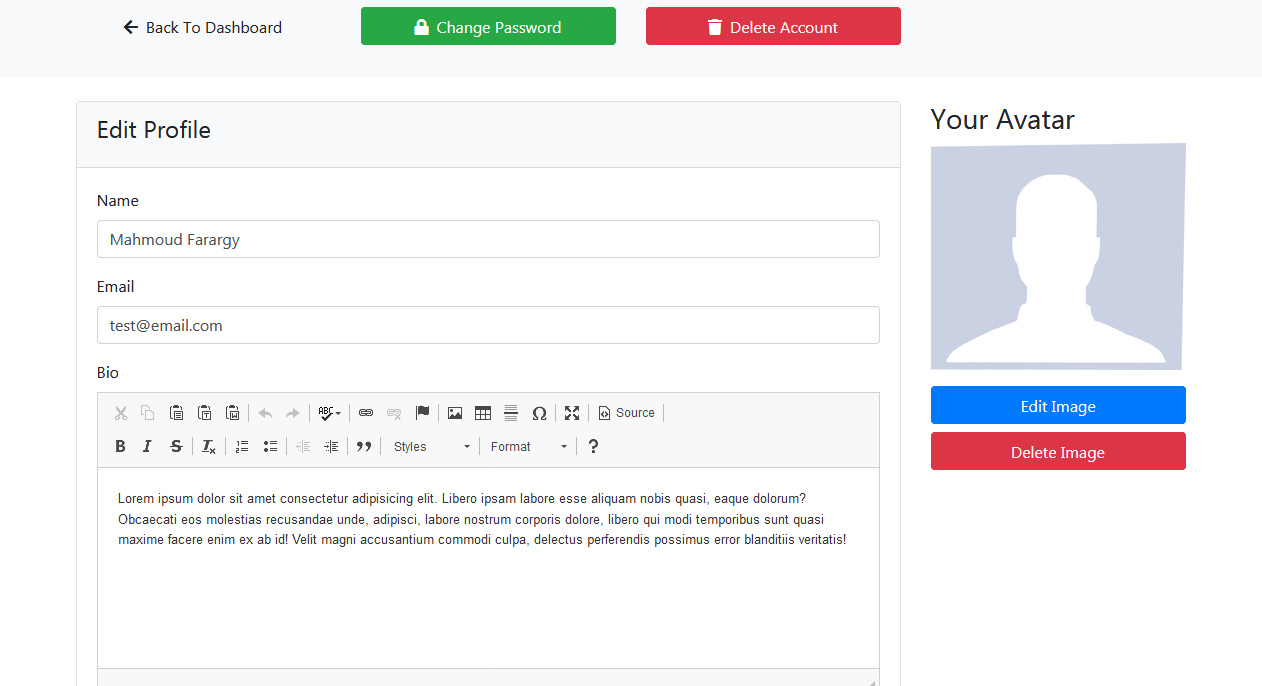 Back To Dashboard
Change Password
Delete Account
Edit Profile
Name
Mahmoud Farargy
Email
test@email.com
Bio
ABC
Source
B I S Tx
Styles
Format
?
Lorem ipsum dolor sit amet consectetur adipisicing elit. Libero ipsam labore esse aliquam nobis quasi, eaque dolorum?
Obcaecati eos molestias recusandae unde, adipisci, labore nostrum corporis dolore, libero qui modi temporibus sunt quasi
maxime facere enim ex ab id! Velit magni accusantium commodi culpa, delectus perferendis possimus error blanditiis veritatis!
Your Avatar
Edit Image
Delete Image